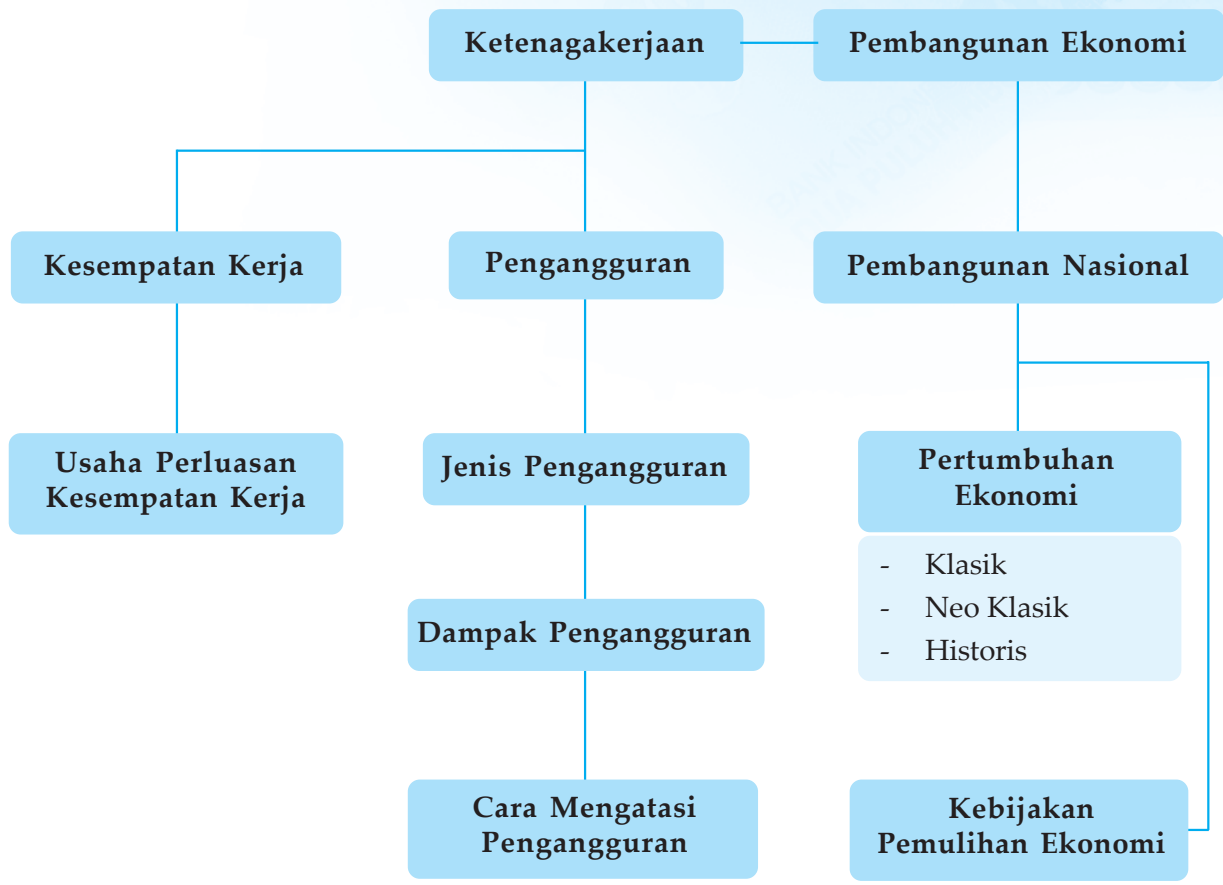 Ketenagakerjaan
Pembangunan Ekonomi
Kesempatan Kerja
Pengangguran
Pembangunan Nasional
Usaha Perluasan
Kesempatan Kerja
Jenis Pengangguran
Pertumbuhan
Ekonomi
- Klasik
- Neo Klasik
- Historis
Dampak Pengangguran
Cara Mengatasi
Pengangguran
Kebijakan
Pemulihan Ekonomi